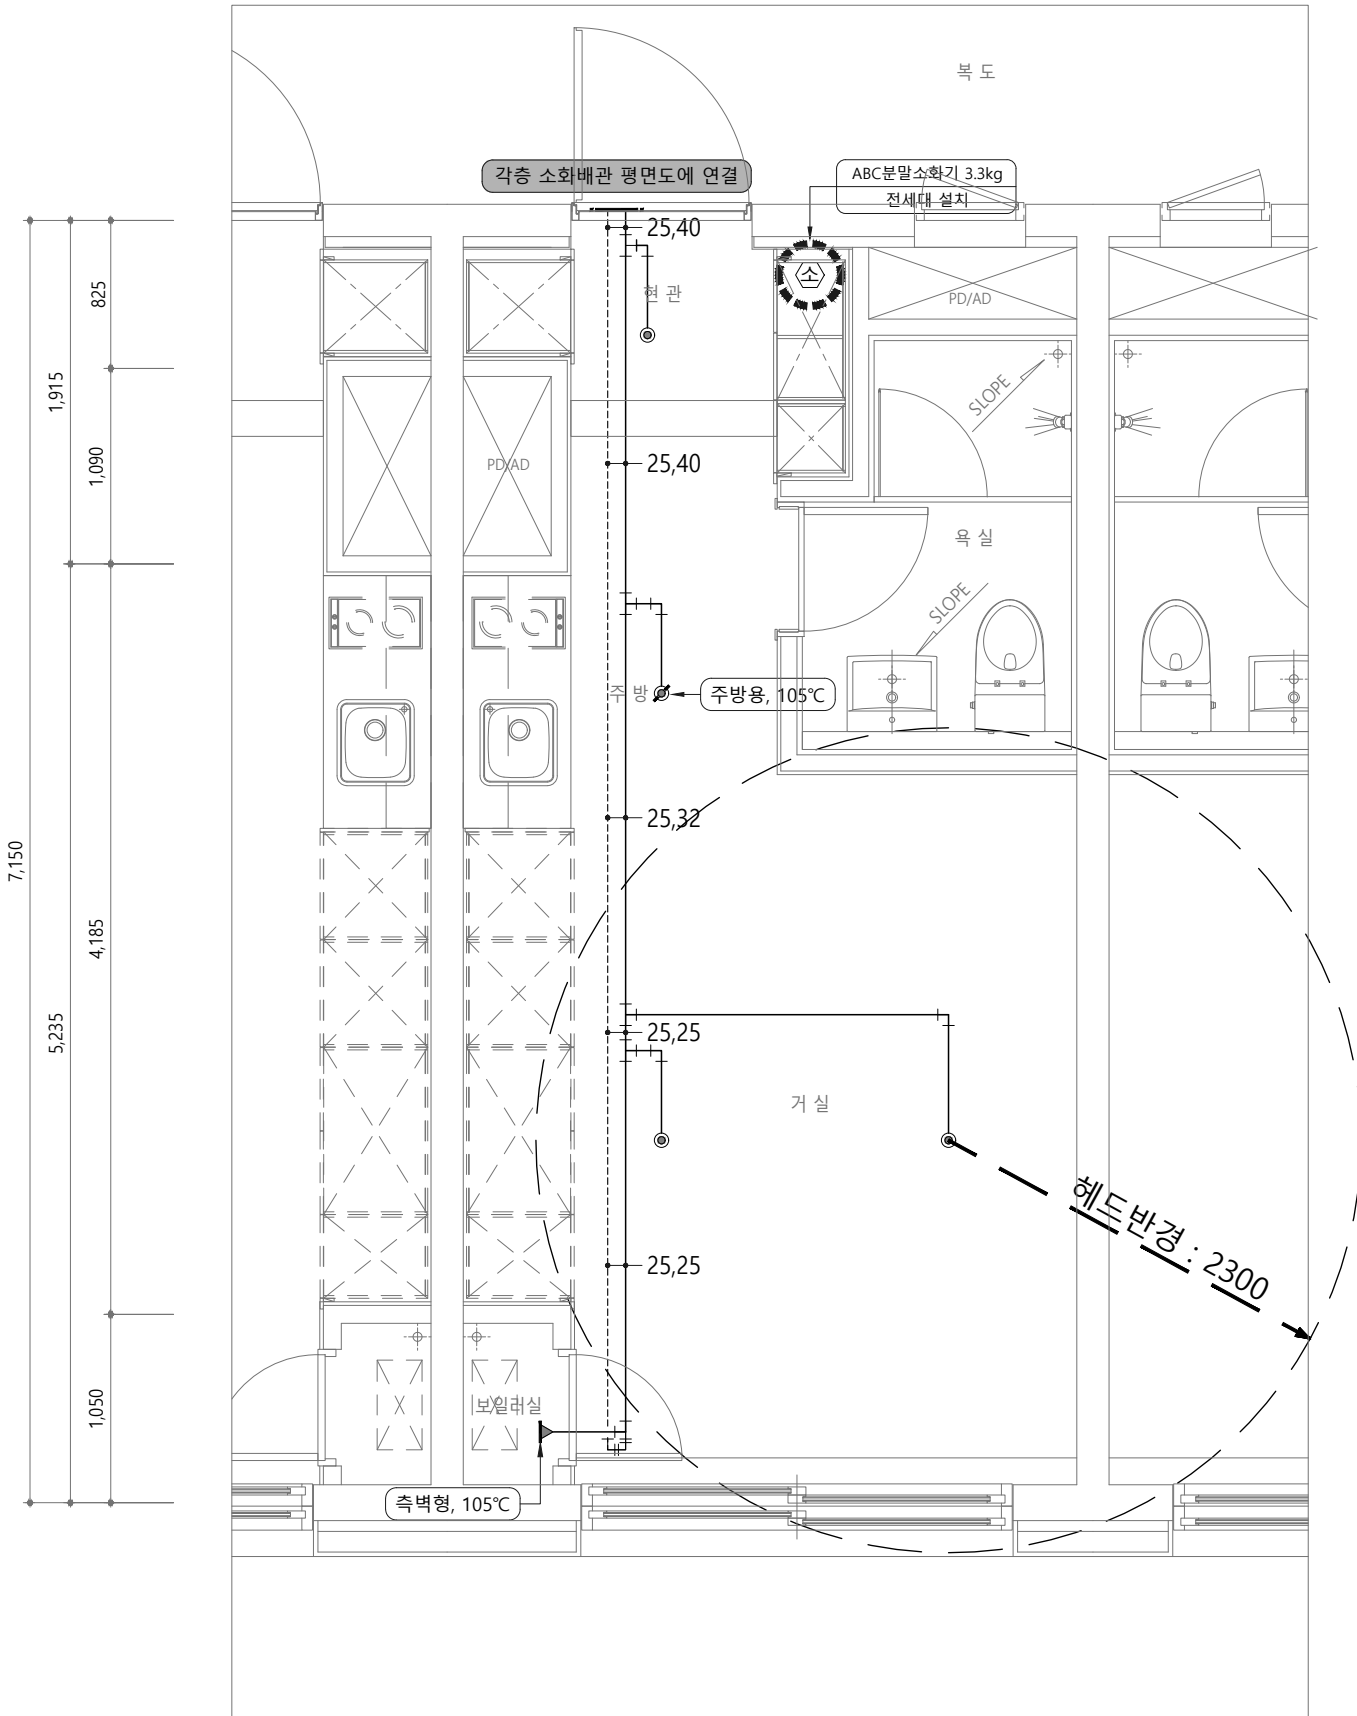 복 도
각층 소화배관 평면도에 연결
ABC분말소화기 3.3kg
전세대 설치
25,40
소
현 관
PD/AD
825
1,915
SLOPE
1,090
25,40
PD/AD
욕 실
SLOPE
주 방
주방용, 105℃
25,32
7,150
4,185
5,235
25,25
거 실
헤드반경 : 2300
25,25
1,050
보일러실
측벽형, 105℃